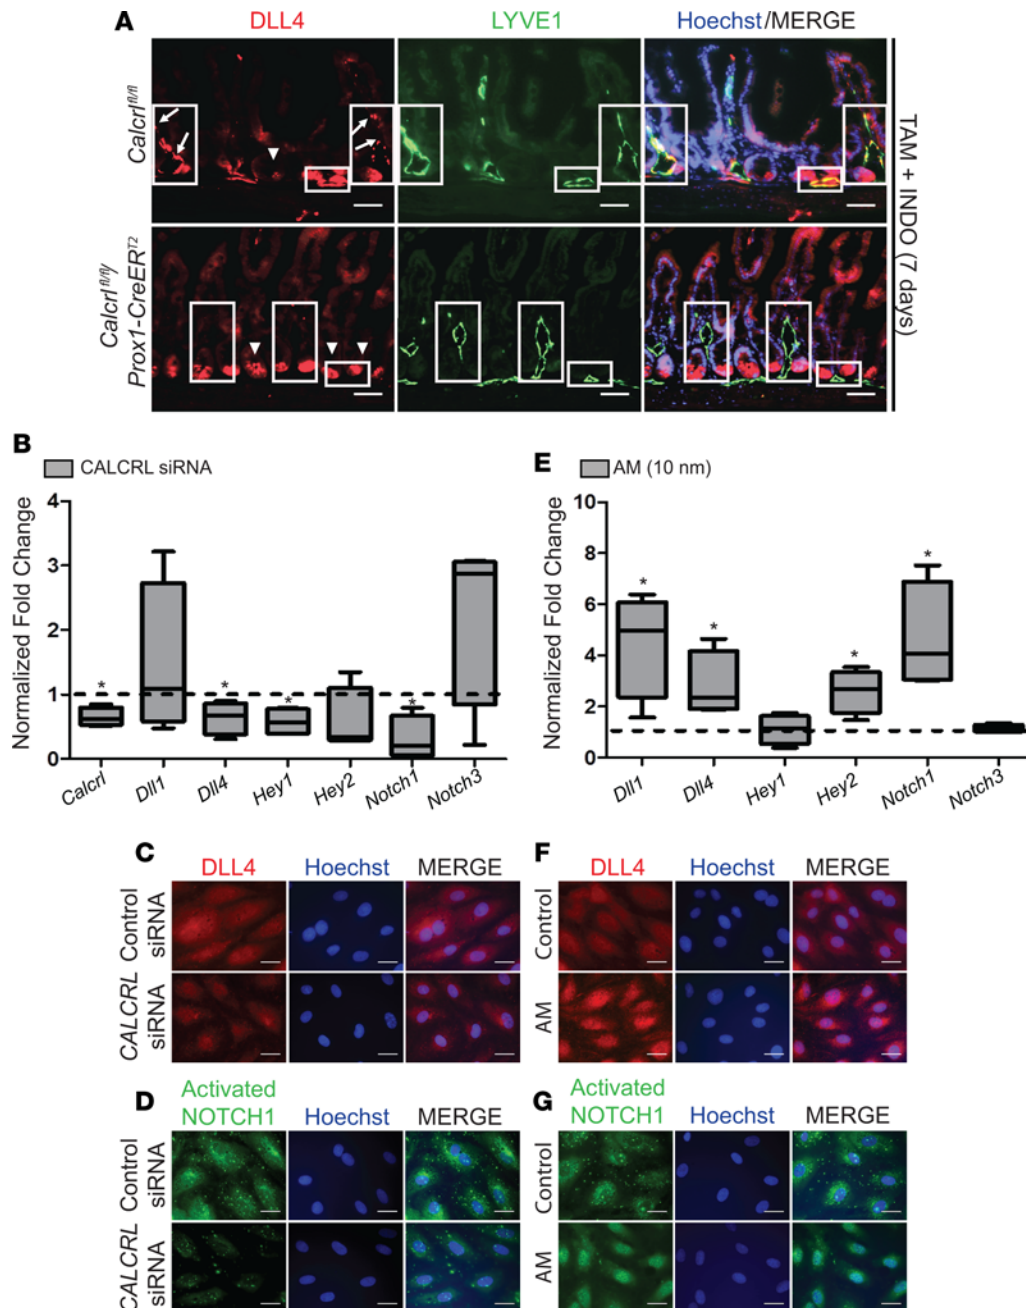 A
DLL4 LYVE1 Hoechst/MERGE
Calcrl^fl/fl
Calcrl^fl/fl/
Prox1-CreER^T2
TAM + INDO (7 days)
B
CALCRL siRNA
Normalized Fold Change
4
3
2
1
0
* * * *
Calcrl Dll1 Dll4 Hey1 Hey2 Notch1 Notch3
E
AM (10 nm)
Normalized Fold Change
10
8
6
4
2
0
* * * *
Dll1 Dll4 Hey1 Hey2 Notch1 Notch3
C
DLL4 Hoechst MERGE
Control
siRNA
CALCRL
siRNA
F
DLL4 Hoechst MERGE
Control
AM
D
Activated
NOTCH1 Hoechst MERGE
Control
siRNA
CALCRL
siRNA
G
Activated
NOTCH1 Hoechst MERGE
Control
AM